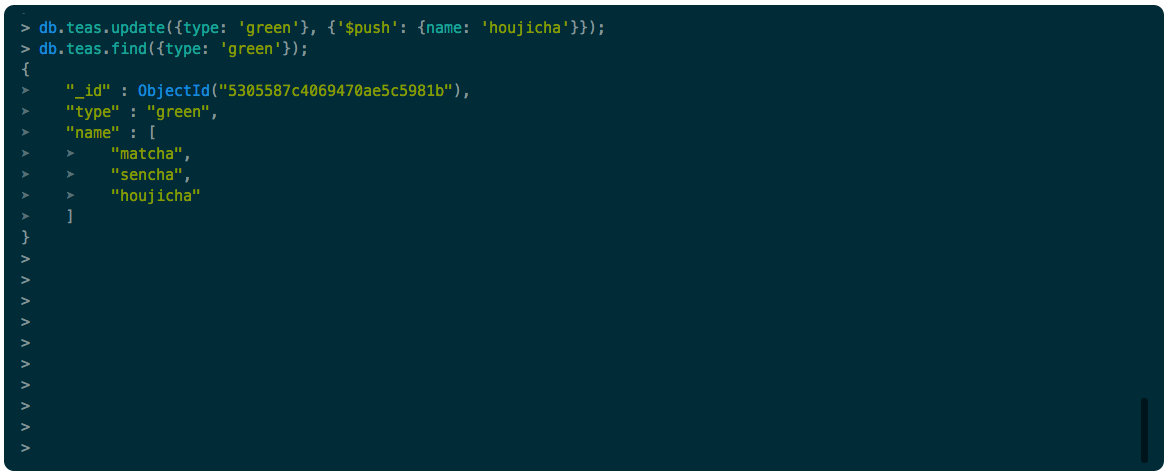 > db.teas.update({type: 'green'}, {'$push': {name: 'houjicha'}});
> db.teas.find({type: 'green'});
{
➤    "_id" : ObjectId("5305587c4069470ae5c5981b"),
➤    "type" : "green",
➤    "name" : [
➤    ➤    "matcha",
➤    ➤    "sencha",
➤    ➤    "houjicha"
➤    ]
}
>
>
>
>
>
>
>
>
>
>